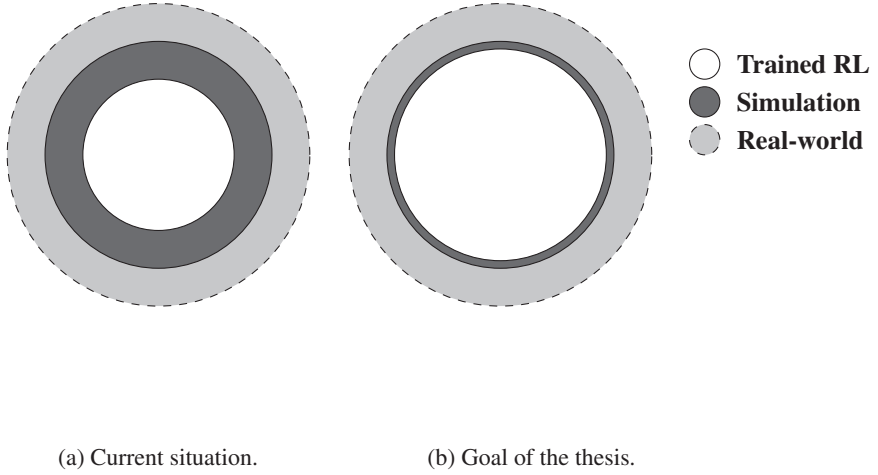 Trained RL
Simulation
Real-world
(a) Current situation.
(b) Goal of the thesis.